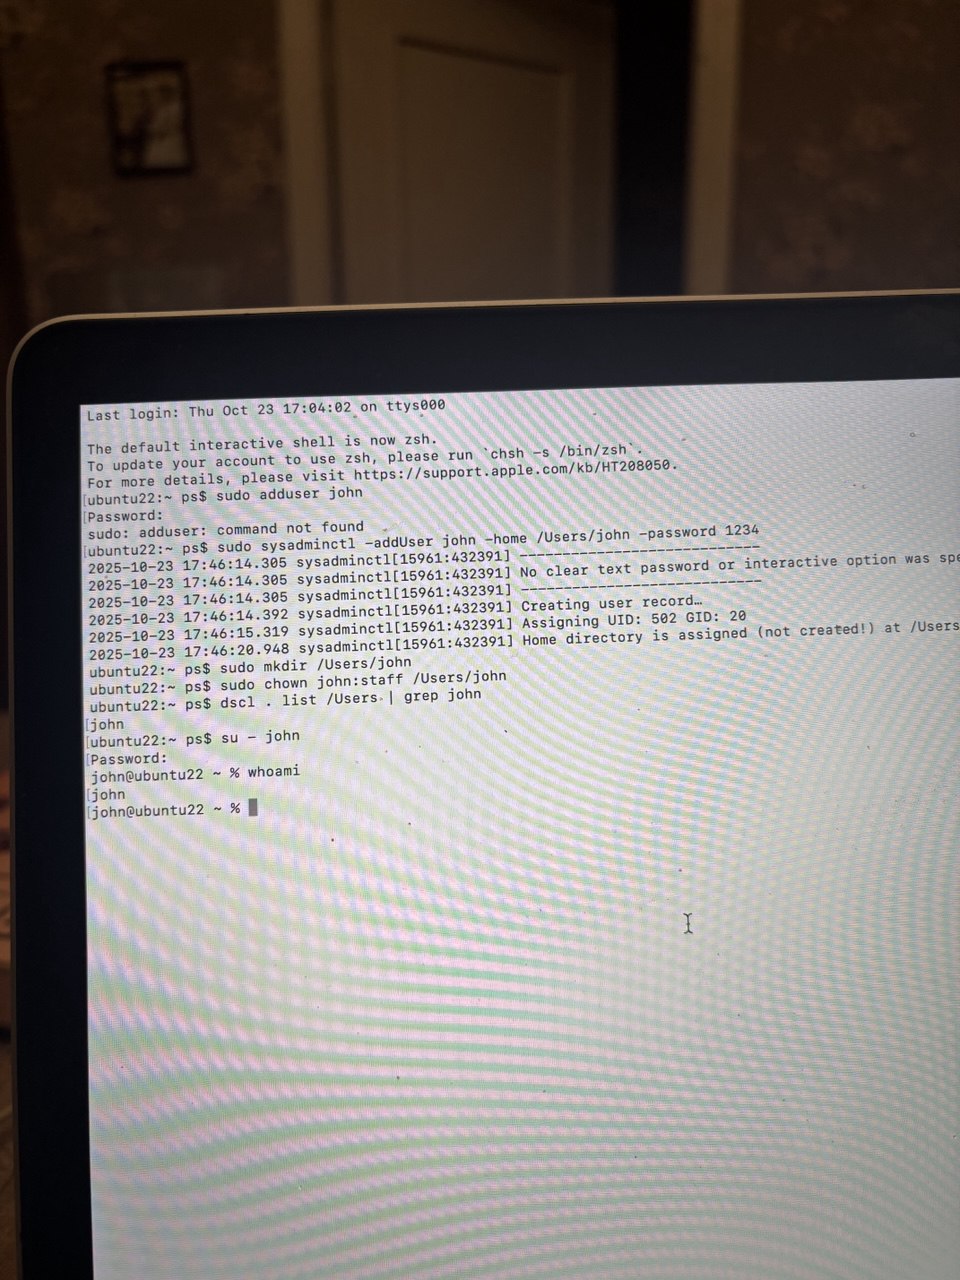 Last login: Thu Oct 23 17:04:02 on ttys000
The default interactive shell is now zsh.
To update your account to use zsh, please run `chsh -s /bin/zsh`.
For more details, please visit https://support.apple.com/kb/HT208050.
[ubuntu22:~ ps$ sudo adduser john
[Password:
sudo: adduser: command not found
[ubuntu22:~ ps$ sudo sysadminctl -addUser john -home /Users/john -password 1234
2025-10-23 17:46:14.305 sysadminctl[15961:432391] ----------------------------
2025-10-23 17:46:14.305 sysadminctl[15961:432391] No clear text password or interactive option was spe
2025-10-23 17:46:14.305 sysadminctl[15961:432391] ----------------------------
2025-10-23 17:46:14.392 sysadminctl[15961:432391] Creating user record…
2025-10-23 17:46:15.319 sysadminctl[15961:432391] Assigning UID: 502 GID: 20
2025-10-23 17:46:20.948 sysadminctl[15961:432391] Home directory is assigned (not created!) at /Users
ubuntu22:~ ps$ sudo mkdir /Users/john
ubuntu22:~ ps$ sudo chown john:staff /Users/john
ubuntu22:~ ps$ dscl . list /Users | grep john
[john
[ubuntu22:~ ps$ su - john
[Password:
john@ubuntu22 ~ % whoami
[john
[john@ubuntu22 ~ %